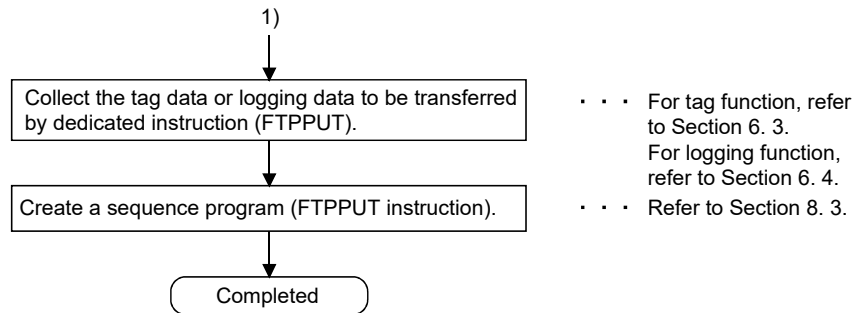 1)
Collect the tag data or logging data to be transferred
by dedicated instruction (FTPPUT).
· · · For tag function, refer
to Section 6. 3.
For logging function,
refer to Section 6. 4.
Create a sequence program (FTPPUT instruction).
· · · Refer to Section 8. 3.
Completed